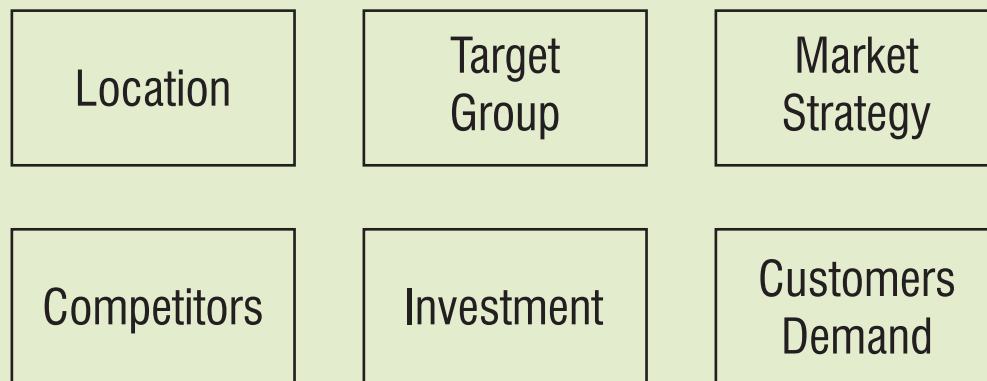 Location
Target
Group
Market
Strategy
Competitors
Investment
Customers
Demand